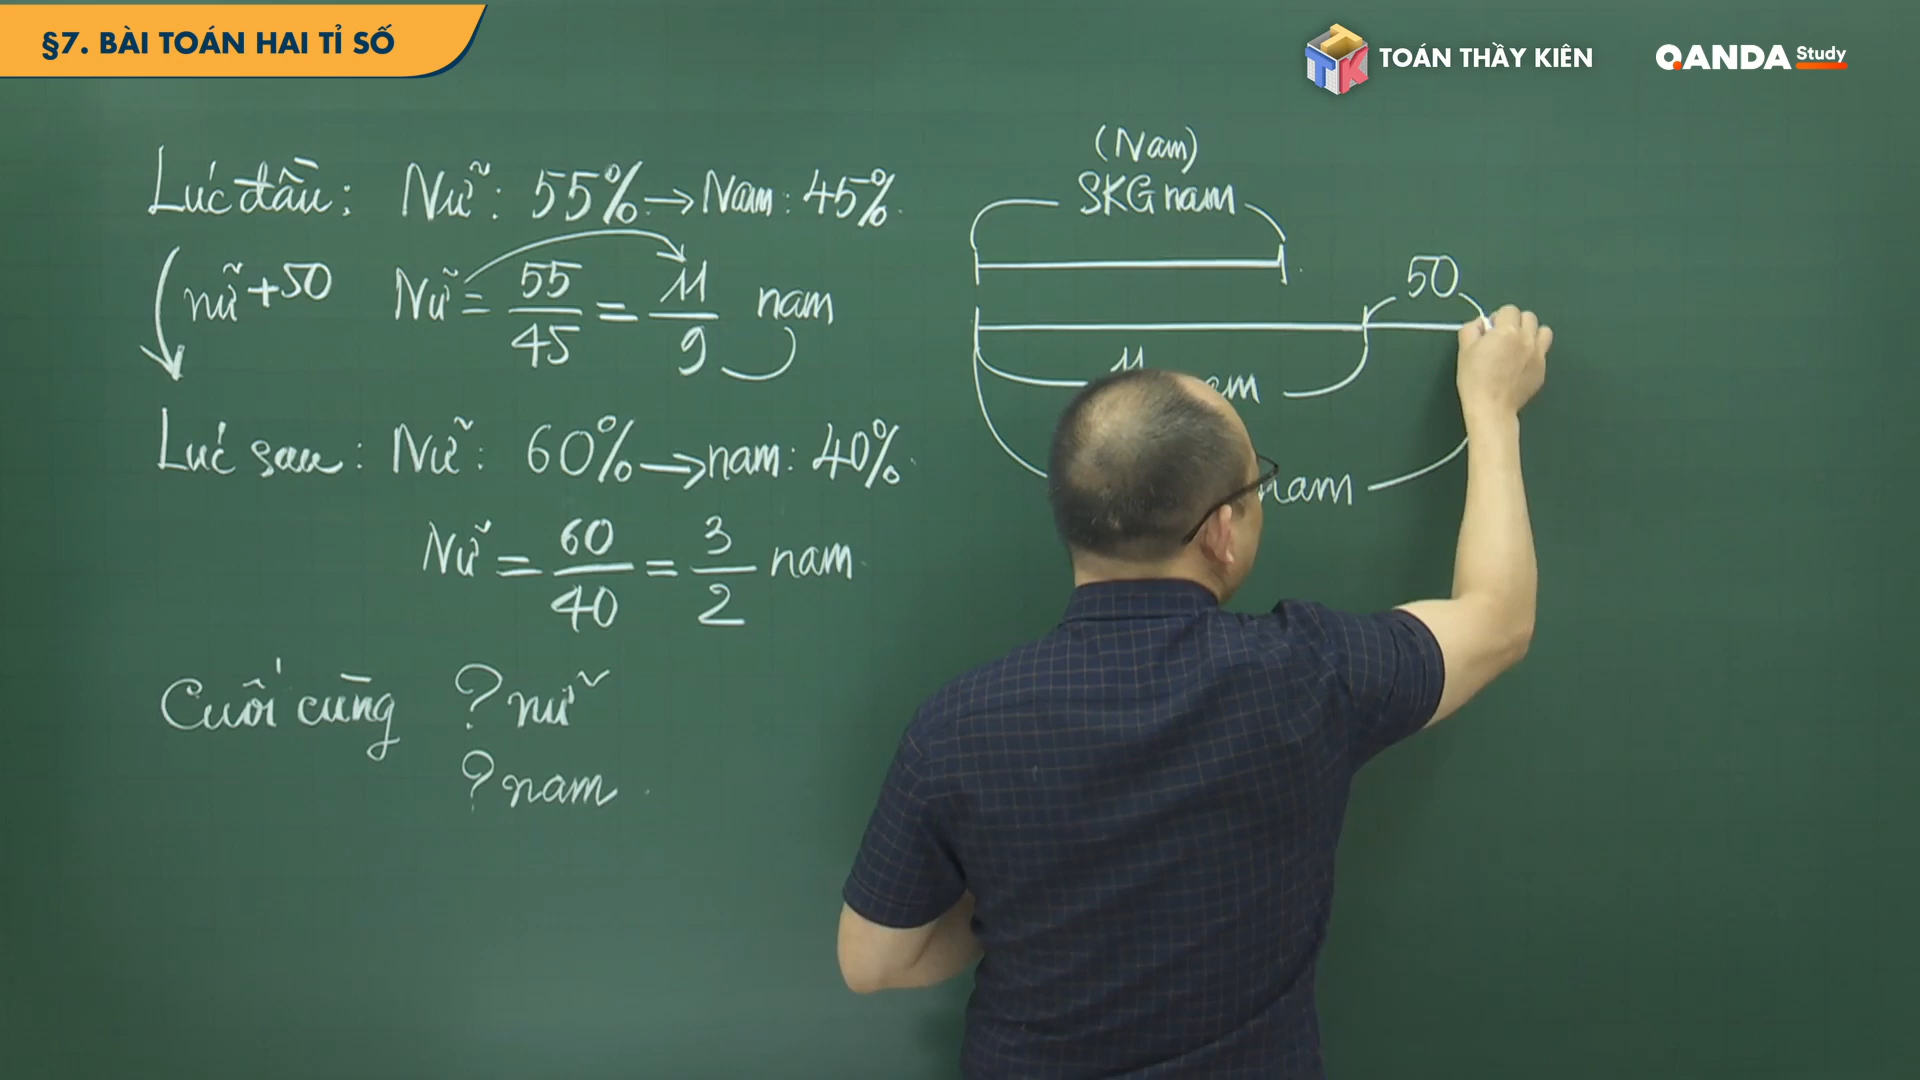 §7. BÀI TOÁN HAI TỈ SỐ
TOÁN THẦY KIÊN
QANDA Study
Lúc đầu: Nữ: 55% → Nam: 45%.
nữ +50
Nữ = 55/45 = 11/9 nam
Lúc sau: Nữ: 60% → nam: 40%.
Nữ = 60/40 = 3/2 nam
Cuối cùng ? nữ
? nam.
(Nam)
SKG nam
50
11
nam